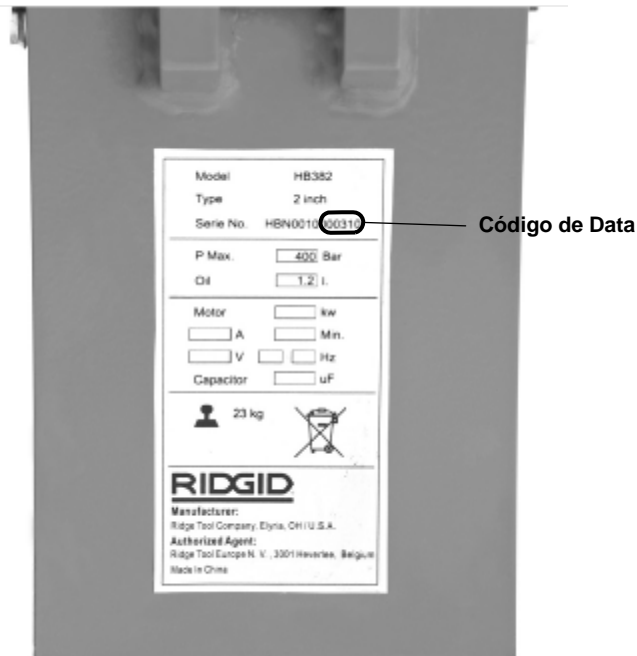 Model HB382
Type 2 inch
Serie No. HBN0010000310
Código de Data
P Max. 400 Bar
Oil 1.2 l.
Motor kw
A Min.
V Hz
Capacitor uF
23 kg
RIDGID
Manufacturer:
Ridge Tool Company, Elyria, OH / U.S.A.
Authorized Agent:
Ridge Tool Europe N. V., 3001 Heverlee, Belgium
Made in China